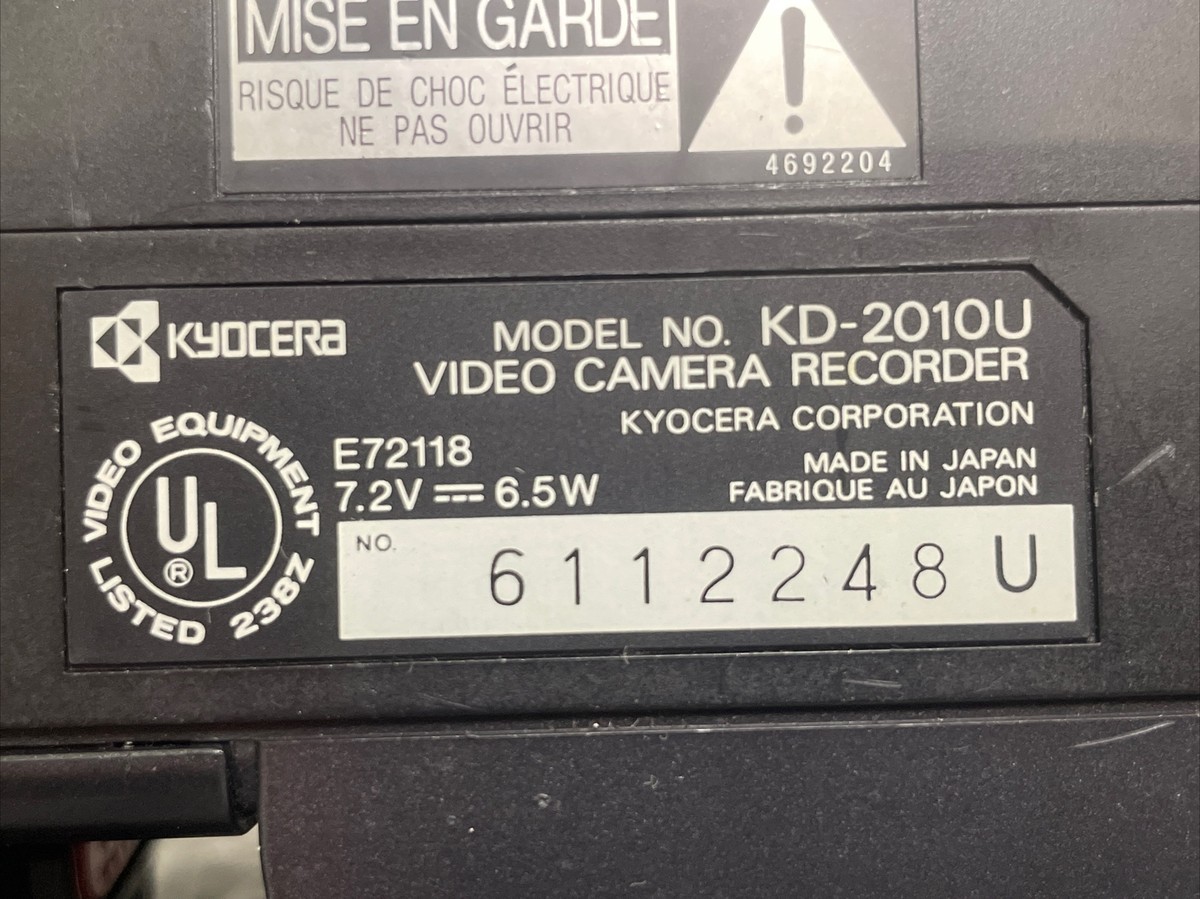 MISE EN GARDE
RISQUE DE CHOC ÉLECTRIQUE
NE PAS OUVRIR
!
4692204
KYOCERA
MODEL NO. KD-2010U
VIDEO CAMERA RECORDER
KYOCERA CORPORATION
VIDEO EQUIPMENT
UL
®
LISTED 238Z
E72118
7.2V ⎓ 6.5W
MADE IN JAPAN
FABRIQUE AU JAPON
NO. 6112248U